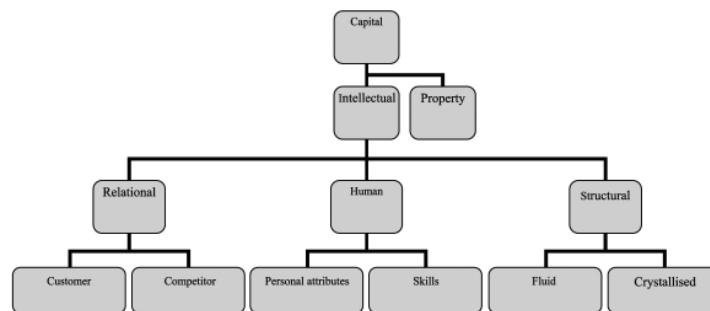 Capital
Intellectual
Property
Relational
Human
Structural
Customer
Competitor
Personal attributes
Skills
Fluid
Crystallised